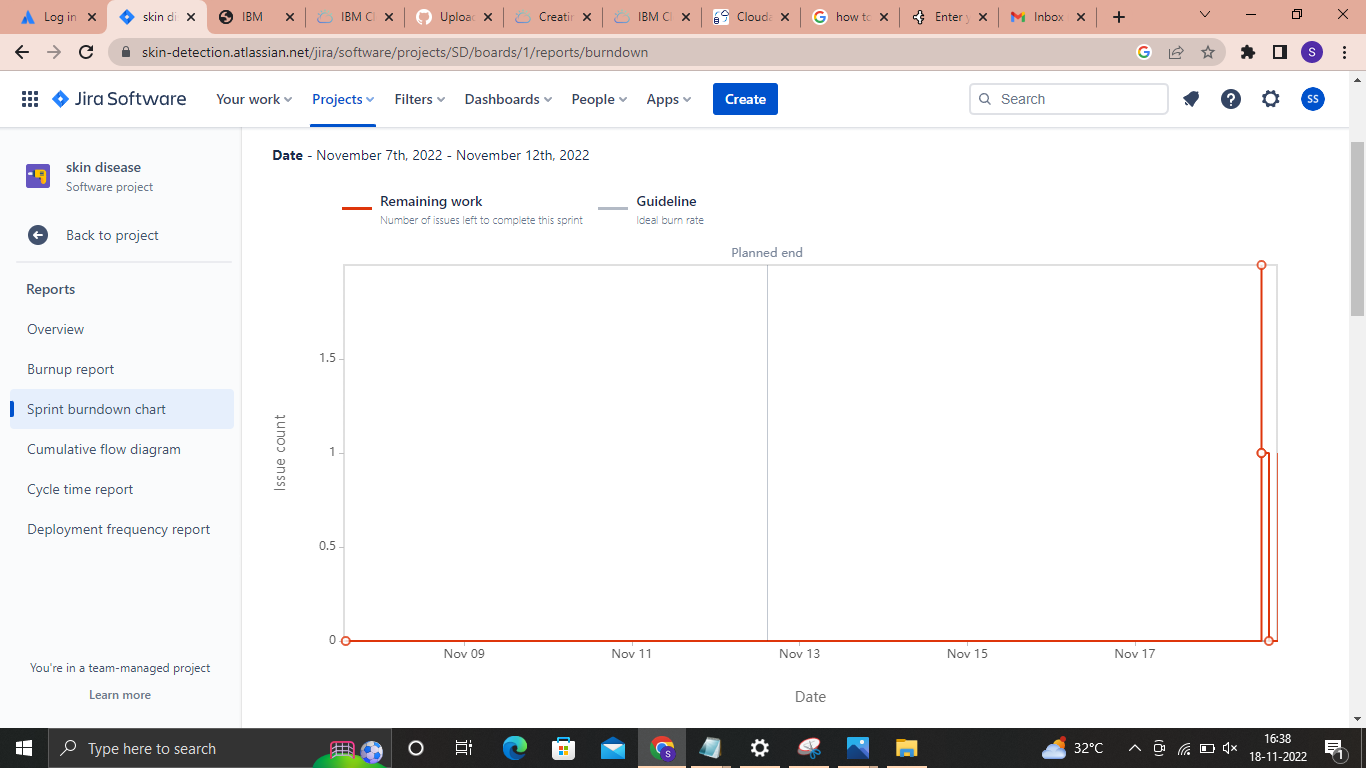 Log in
skin di
IBM
IBM Cl
Upload
Creatin
IBM Cl
Clouda
how to
Enter y
Inbox
skin-detection.atlassian.net/jira/software/projects/SD/boards/1/reports/burndown
S
Jira Software
Your work
Projects
Filters
Dashboards
People
Apps
Create
Search
SS
skin disease
Software project
Back to project
Reports
Overview
Burnup report
Sprint burndown chart
Cumulative flow diagram
Cycle time report
Deployment frequency report
You're in a team-managed project
Learn more
Date - November 7th, 2022 - November 12th, 2022
Remaining work
Number of issues left to complete this sprint
Guideline
Ideal burn rate
Planned end
1.5
1
0.5
0
Issue count
Nov 09
Nov 11
Nov 13
Nov 15
Nov 17
Date
Type here to search
S
32°C
16:38
18-11-2022
1